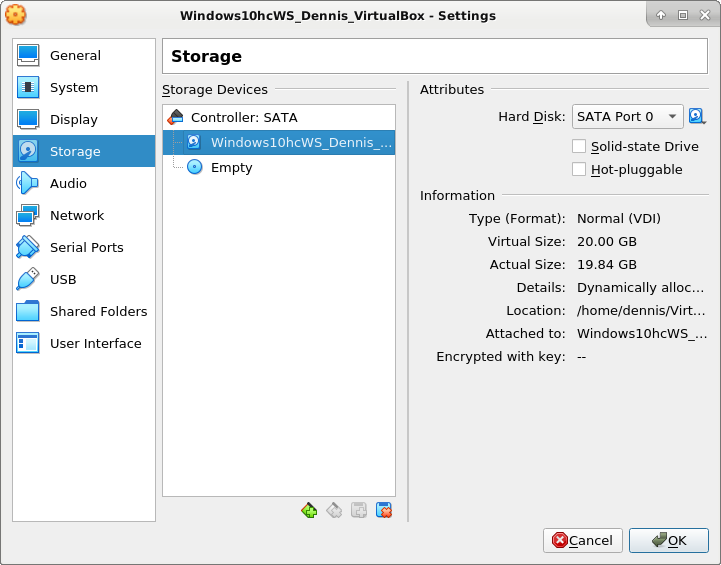 Windows10hcWS_Dennis_VirtualBox - Settings
General
System
Display
Storage
Audio
Network
Serial Ports
USB
Shared Folders
User Interface
Storage
Storage Devices
Controller: SATA
Windows10hcWS_Dennis_...
Empty
Attributes
Hard Disk: SATA Port 0
Solid-state Drive
Hot-pluggable
Information
Type (Format): Normal (VDI)
Virtual Size: 20.00 GB
Actual Size: 19.84 GB
Details: Dynamically alloc...
Location: /home/dennis/Virt...
Attached to: Windows10hcWS_...
Encrypted with key: --
Cancel
OK